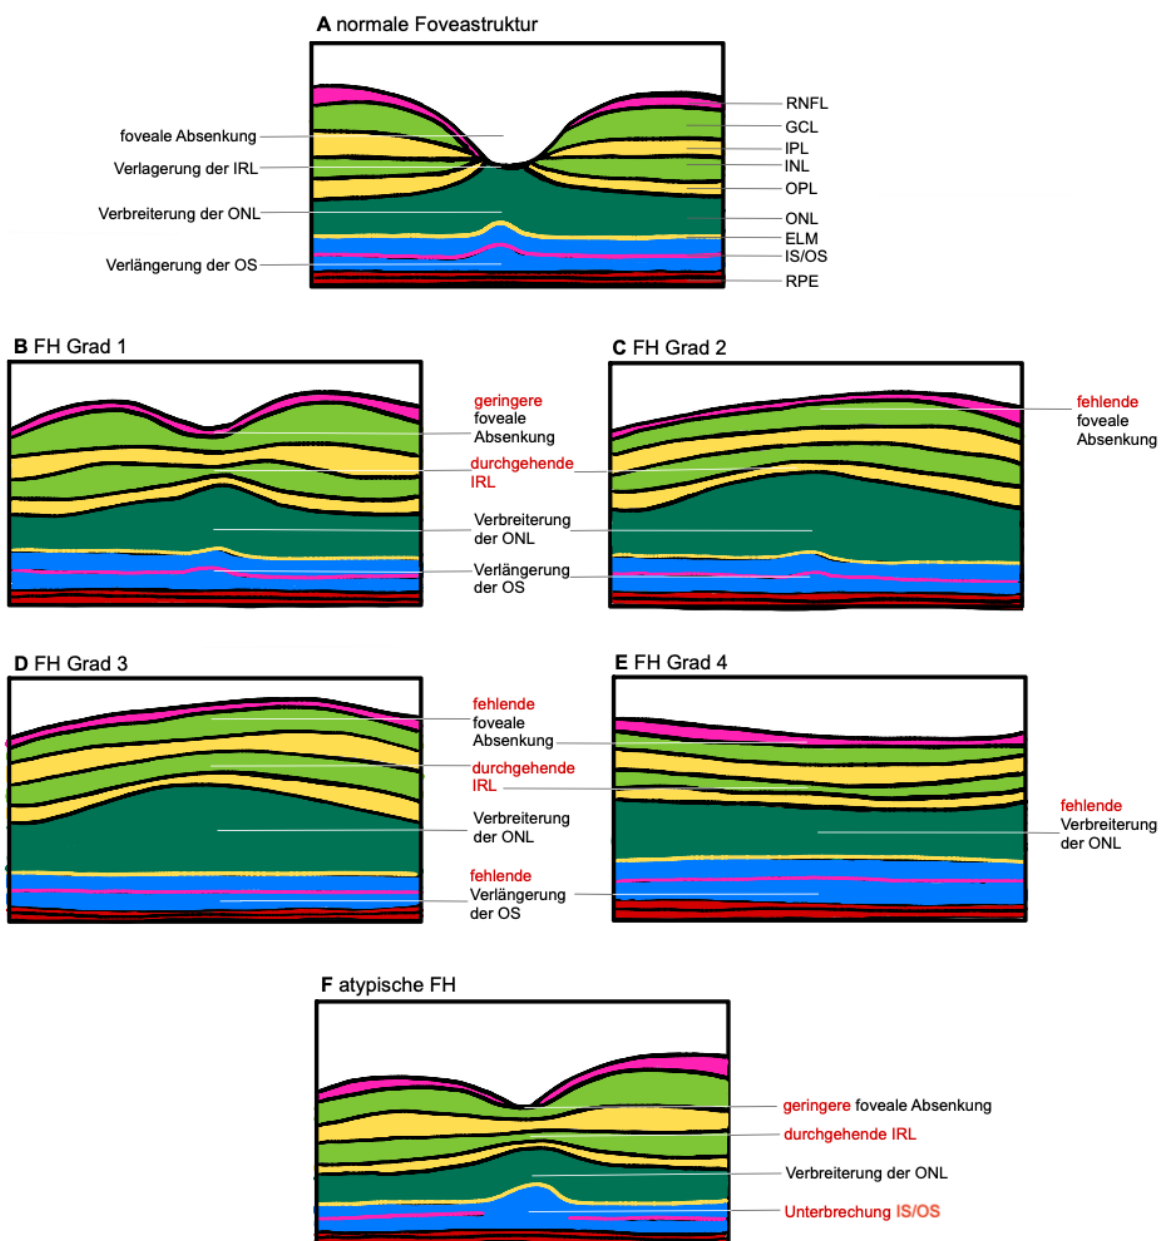 A normale Foveastruktur
foveale Absenkung
Verlagerung der IRL
Verbreiterung der ONL
Verlängerung der OS
RNFL
GCL
IPL
INL
OPL
ONL
ELM
IS/OS
RPE
B FH Grad 1
C FH Grad 2
geringere
foveale
Absenkung
durchgehende
IRL
Verbreiterung
der ONL
Verlängerung
der OS
fehlende
foveale
Absenkung
D FH Grad 3
E FH Grad 4
fehlende
foveale
Absenkung
durchgehende
IRL
Verbreiterung
der ONL
fehlende
Verlängerung
der OS
fehlende
Verbreiterung
der ONL
F atypische FH
geringere foveale Absenkung
durchgehende IRL
Verbreiterung der ONL
Unterbrechung IS/OS